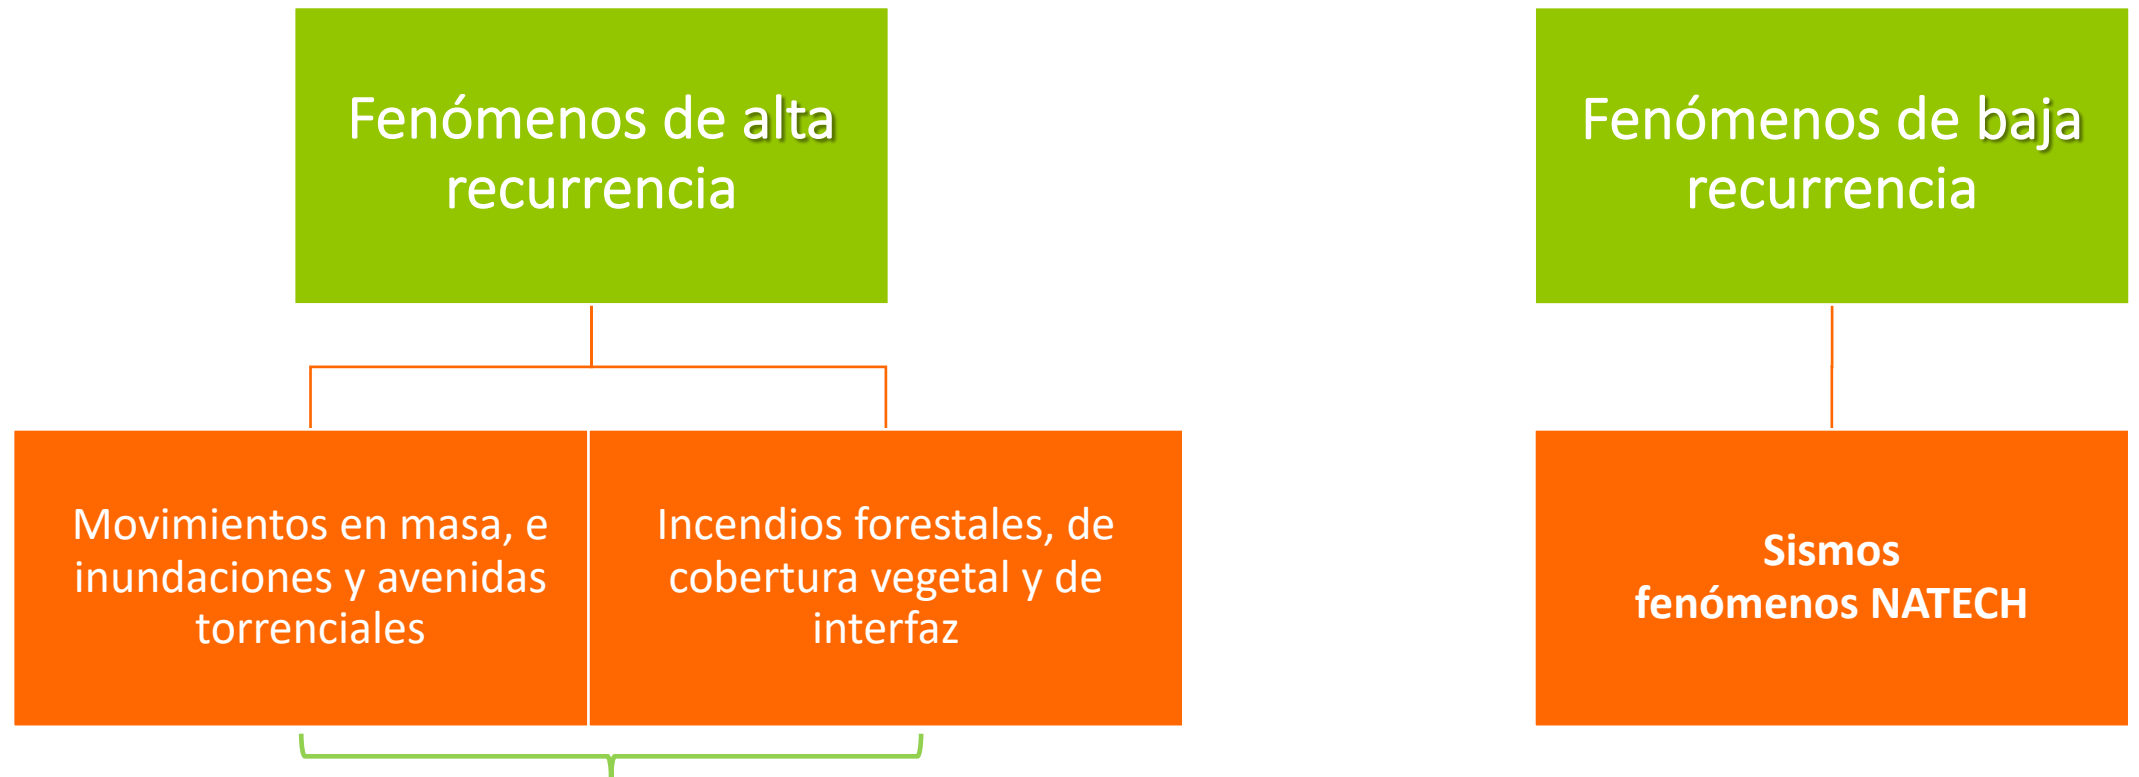 Fenómenos de alta
recurrencia
Fenómenos de baja
recurrencia
Movimientos en masa, e
inundaciones y avenidas
torrenciales
Incendios forestales, de
cobertura vegetal y de
interfaz
Sismos
fenómenos NATECH